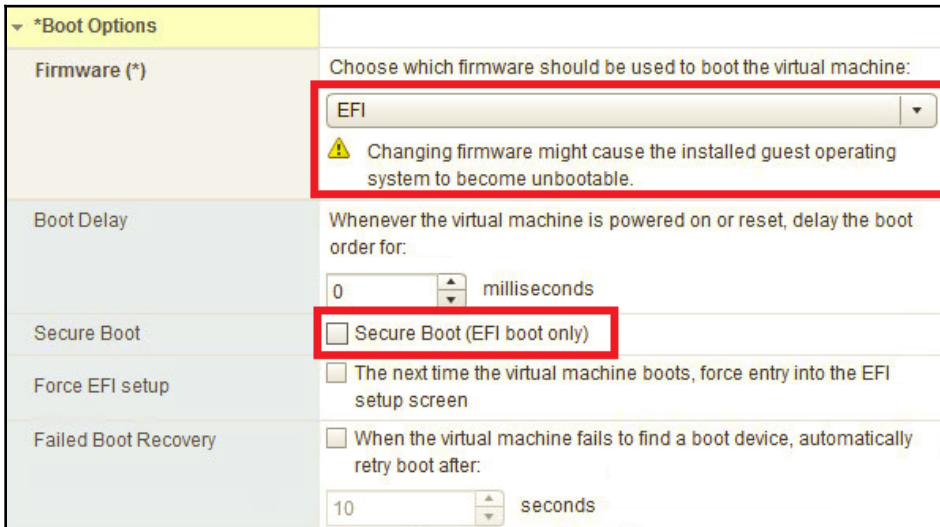 *Boot Options
Firmware (*)
Choose which firmware should be used to boot the virtual machine:
EFI
Changing firmware might cause the installed guest operating
system to become unbootable.
Boot Delay
Whenever the virtual machine is powered on or reset, delay the boot
order for:
0 milliseconds
Secure Boot
Secure Boot (EFI boot only)
Force EFI setup
The next time the virtual machine boots, force entry into the EFI
setup screen
Failed Boot Recovery
When the virtual machine fails to find a boot device, automatically
retry boot after:
10 seconds